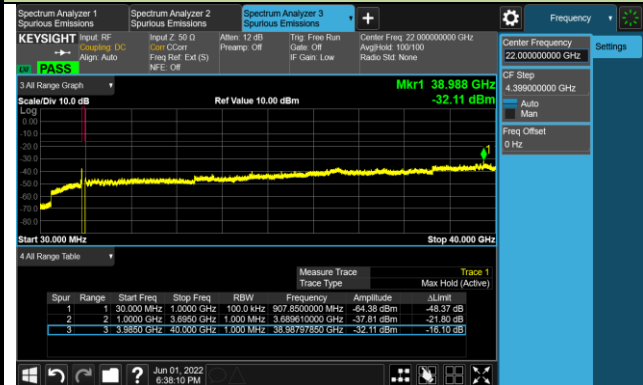 Spectrum Analyzer 1
Spurious Emissions
Spectrum Analyzer 2
Spurious Emissions
Spectrum Analyzer 3
Spurious Emissions
Frequency
KEYSIGHT
Input: RF
Coupling: DC
Align: Auto
PASS
Input Z: 50 Ω
Corr CCorr
Freq Ref: Ext (S)
NFE: Off
Atten: 12 dB
Preamp: Off
Trig: Free Run
Gate: Off
IF Gain: Low
Center Freq: 22.000000000 GHz
Avg|Hold: 100/100
Radio Std: None
Center Frequency
22.000000000 GHz
Settings
CF Step
4.399000000 GHz
Auto
Man
Freq Offset
0 Hz
3 All Range Graph
Mkr1 38.988 GHz
Scale/Div 10.0 dB
Ref Value 10.00 dBm
-32.11 dBm
Log
0.00
-10.0
-20.0
-30.0
-40.0
-50.0
-60.0
-70.0
-80.0
1
Start 30.000 MHz
Stop 40.000 GHz
4 All Range Table
Measure Trace Trace 1
Trace Type Max Hold (Active)
Spur Range Start Freq Stop Freq RBW Frequency Amplitude ΔLimit
1 1 30.000 MHz 1.0000 GHz 100.0 kHz 907.8500000 MHz -64.38 dBm -48.37 dB
2 2 1.0000 GHz 3.6950 GHz 1.000 MHz 3.689610000 GHz -37.81 dBm -21.80 dB
3 3 3.9850 GHz 40.000 GHz 1.000 MHz 38.98797850 GHz -32.11 dBm -16.10 dB
Jun 01, 2022
6:38:10 PM